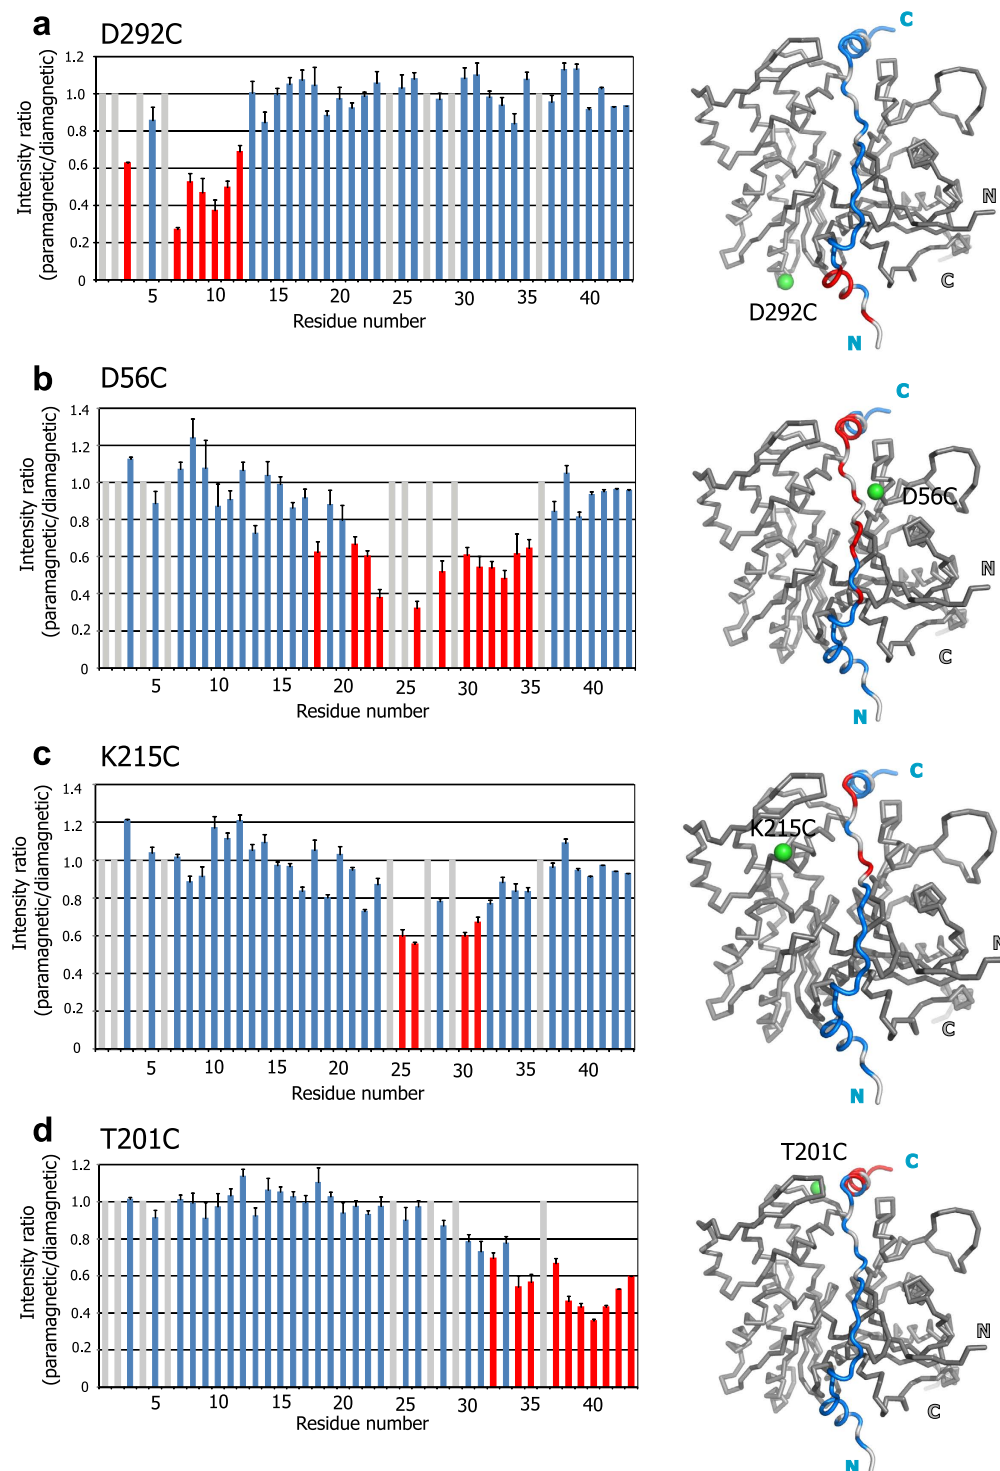 a
D292C
Intensity ratio
(paramagnetic/diamagnetic)
1.2
1.0
0.8
0.6
0.4
0.2
0
5 10 15 20 25 30 35 40
Residue number
C
N
C
D292C
N
b
D56C
Intensity ratio
(paramagnetic/diamagnetic)
1.4
1.2
1.0
0.8
0.6
0.4
0.2
0
5 10 15 20 25 30 35 40
Residue number
C
D56C
N
C
N
c
K215C
Intensity ratio
(paramagnetic/diamagnetic)
1.4
1.2
1.0
0.8
0.6
0.4
0.2
0
5 10 15 20 25 30 35 40
Residue number
C
K215C
N
C
N
d
T201C
Intensity ratio
(paramagnetic/diamagnetic)
1.2
1.0
0.8
0.6
0.4
0.2
0
5 10 15 20 25 30 35 40
Residue number
T201C
C
N
C
N